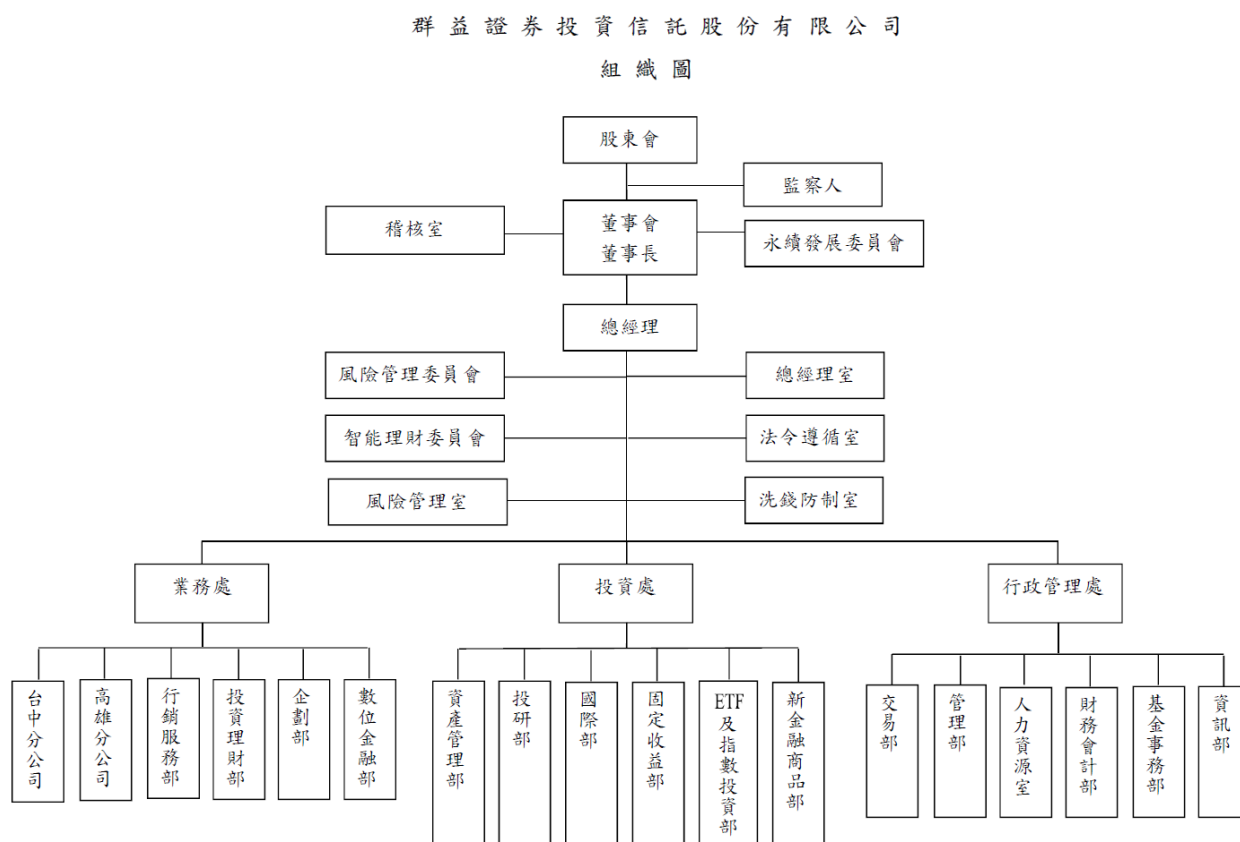 群益證券投資信託股份有限公司
組織圖
股東會
監察人
稽核室
董事會
董事長
永續發展委員會
總經理
風險管理委員會
總經理室
智能理財委員會
法令遵循室
風險管理室
洗錢防制室
業務處
投資處
行政管理處
台中分公司
高雄分公司
行銷服務部
投資理財部
企劃部
數位金融部
資產管理部
投研部
國際部
固定收益部
ETF及指數投資部
新金融商品部
交易部
管理部
人力資源室
財務會計部
基金事務部
資訊部